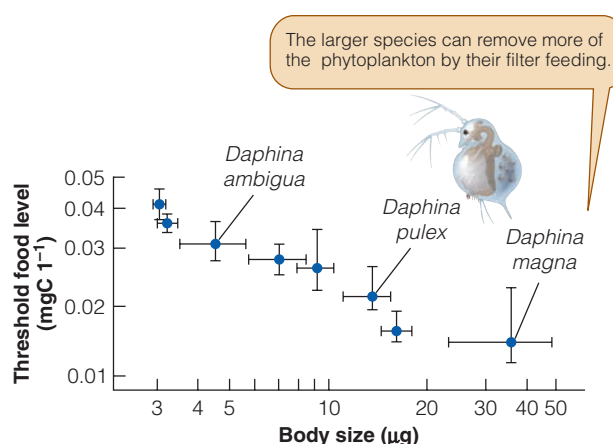 The larger species can remove more of
the phytoplankton by their filter feeding.
Daphina
ambigua
Daphina
pulex
Daphina
magna
Threshold food level
(mgC 1–1)
0.05
0.04
0.03
0.02
0.01
3 4 5 10 20 30 40 50
Body size (μg)